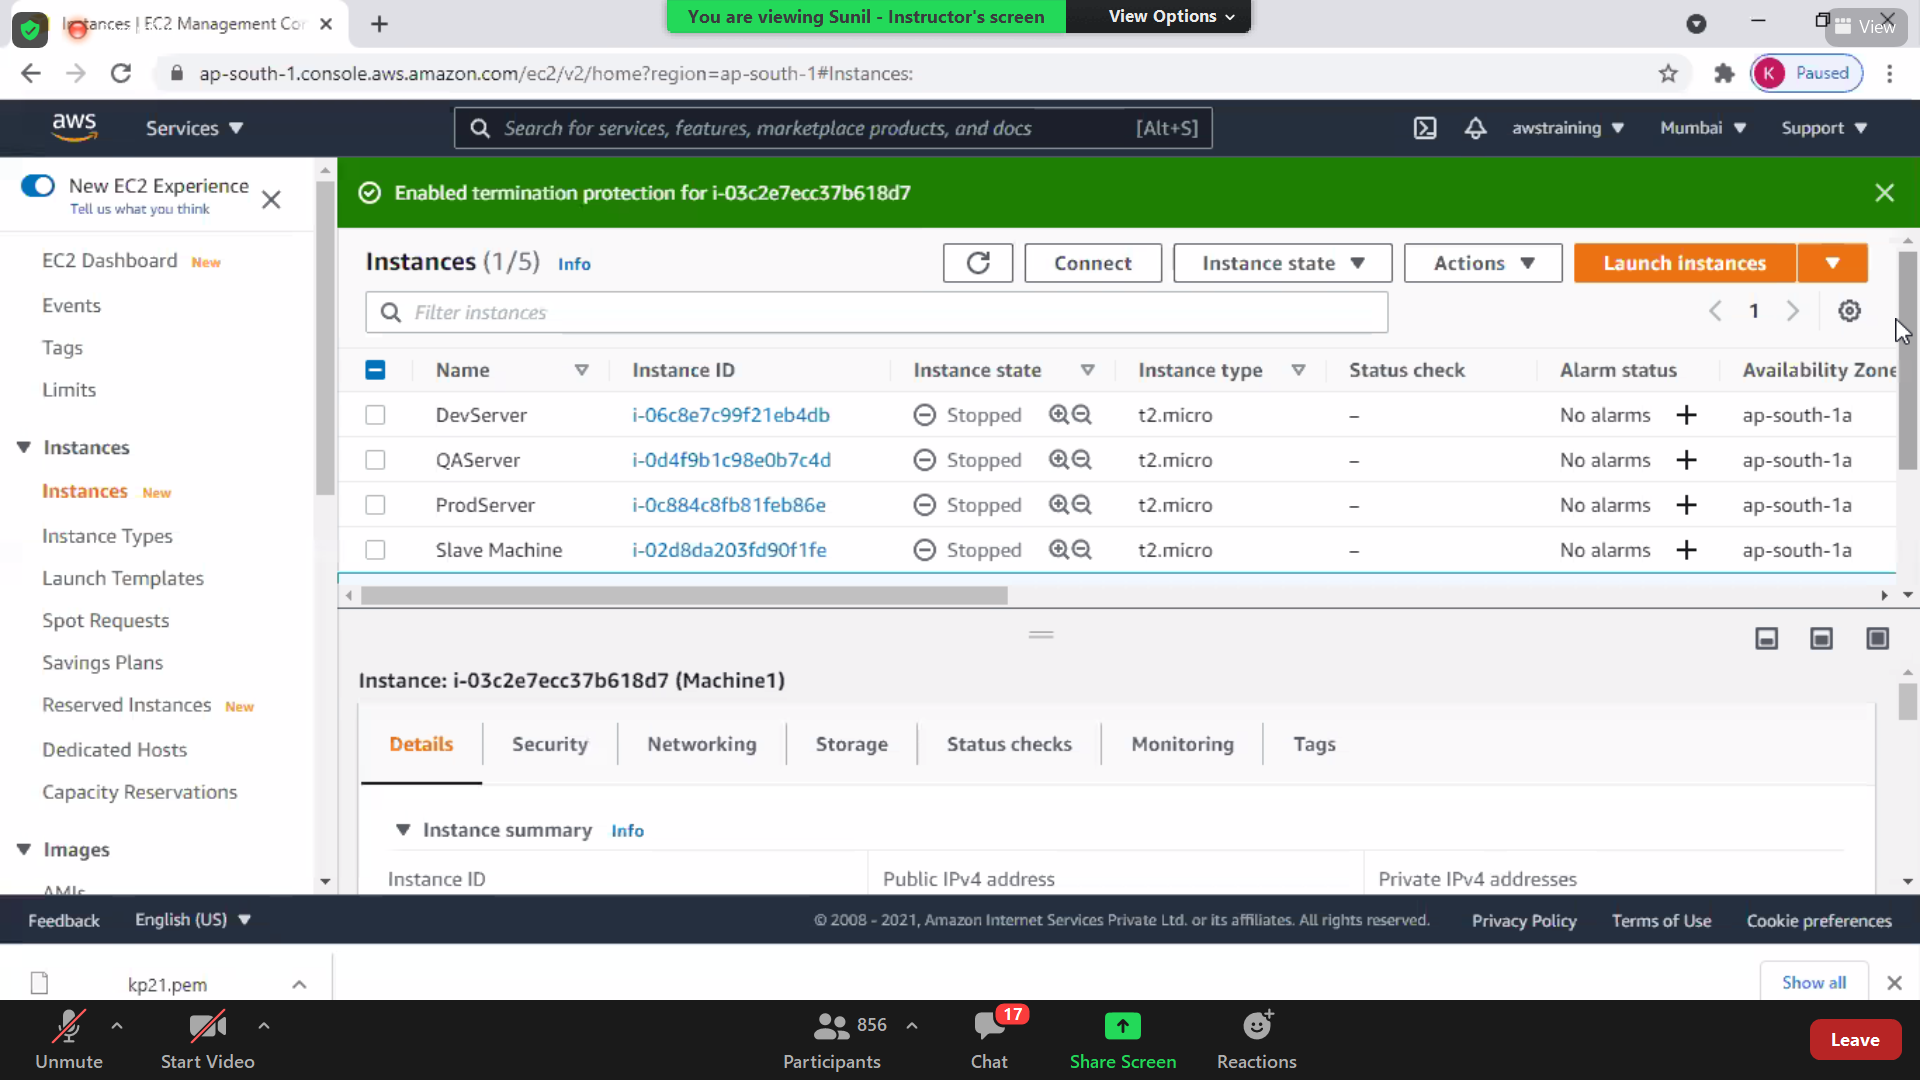 Instances | EC2 Management Con
You are viewing Sunil - Instructor's screen
View Options
View
ap-south-1.console.aws.amazon.com/ec2/v2/home?region=ap-south-1#Instances:
K Paused
aws
Services
Search for services, features, marketplace products, and docs [Alt+S]
awstraining
Mumbai
Support
New EC2 Experience
Tell us what you think
EC2 Dashboard New
Events
Tags
Limits
Instances
Instances New
Instance Types
Launch Templates
Spot Requests
Savings Plans
Reserved Instances New
Dedicated Hosts
Capacity Reservations
Images
AMIs
Enabled termination protection for i-03c2e7ecc37b618d7
Instances (1/5) Info
Connect
Instance state
Actions
Launch instances
Filter instances
1
Name Instance ID Instance state Instance type Status check Alarm status Availability Zone
DevServer i-06c8e7c99f21eb4db Stopped t2.micro – No alarms + ap-south-1a
QAServer i-0d4f9b1c98e0b7c4d Stopped t2.micro – No alarms + ap-south-1a
ProdServer i-0c884c8fb81feb86e Stopped t2.micro – No alarms + ap-south-1a
Slave Machine i-02d8da203fd90f1fe Stopped t2.micro – No alarms + ap-south-1a
Instance: i-03c2e7ecc37b618d7 (Machine1)
Details Security Networking Storage Status checks Monitoring Tags
Instance summary Info
Instance ID Public IPv4 address Private IPv4 addresses
Feedback English (US) © 2008 - 2021, Amazon Internet Services Private Ltd. or its affiliates. All rights reserved. Privacy Policy Terms of Use Cookie preferences
kp21.pem
Show all
Unmute
Start Video
856
Participants
17
Chat
Share Screen
Reactions
Leave